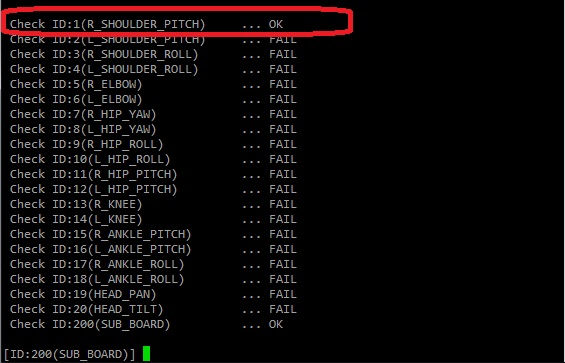 Check ID:1(R_SHOULDER_PITCH) ... OK
Check ID:2(L_SHOULDER_PITCH) ... FAIL
Check ID:3(R_SHOULDER_ROLL) ... FAIL
Check ID:4(L_SHOULDER_ROLL) ... FAIL
Check ID:5(R_ELBOW) ... FAIL
Check ID:6(L_ELBOW) ... FAIL
Check ID:7(R_HIP_YAW) ... FAIL
Check ID:8(L_HIP_YAW) ... FAIL
Check ID:9(R_HIP_ROLL) ... FAIL
Check ID:10(L_HIP_ROLL) ... FAIL
Check ID:11(R_HIP_PITCH) ... FAIL
Check ID:12(L_HIP_PITCH) ... FAIL
Check ID:13(R_KNEE) ... FAIL
Check ID:14(L_KNEE) ... FAIL
Check ID:15(R_ANKLE_PITCH) ... FAIL
Check ID:16(L_ANKLE_PITCH) ... FAIL
Check ID:17(R_ANKLE_ROLL) ... FAIL
Check ID:18(L_ANKLE_ROLL) ... FAIL
Check ID:19(HEAD_PAN) ... FAIL
Check ID:20(HEAD_TILT) ... FAIL
Check ID:200(SUB_BOARD) ... OK
[ID:200(SUB_BOARD)]